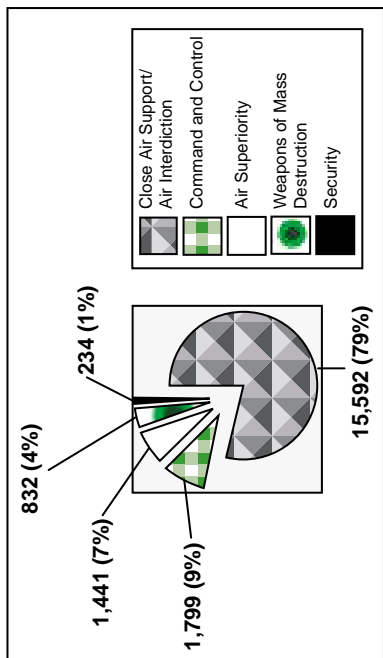 234 (1%)
832 (4%)
1,441 (7%)
1,799 (9%)
15,592 (79%)
Close Air Support/
Air Interdiction
Command and Control
Air Superiority
Weapons of Mass
Destruction
Security